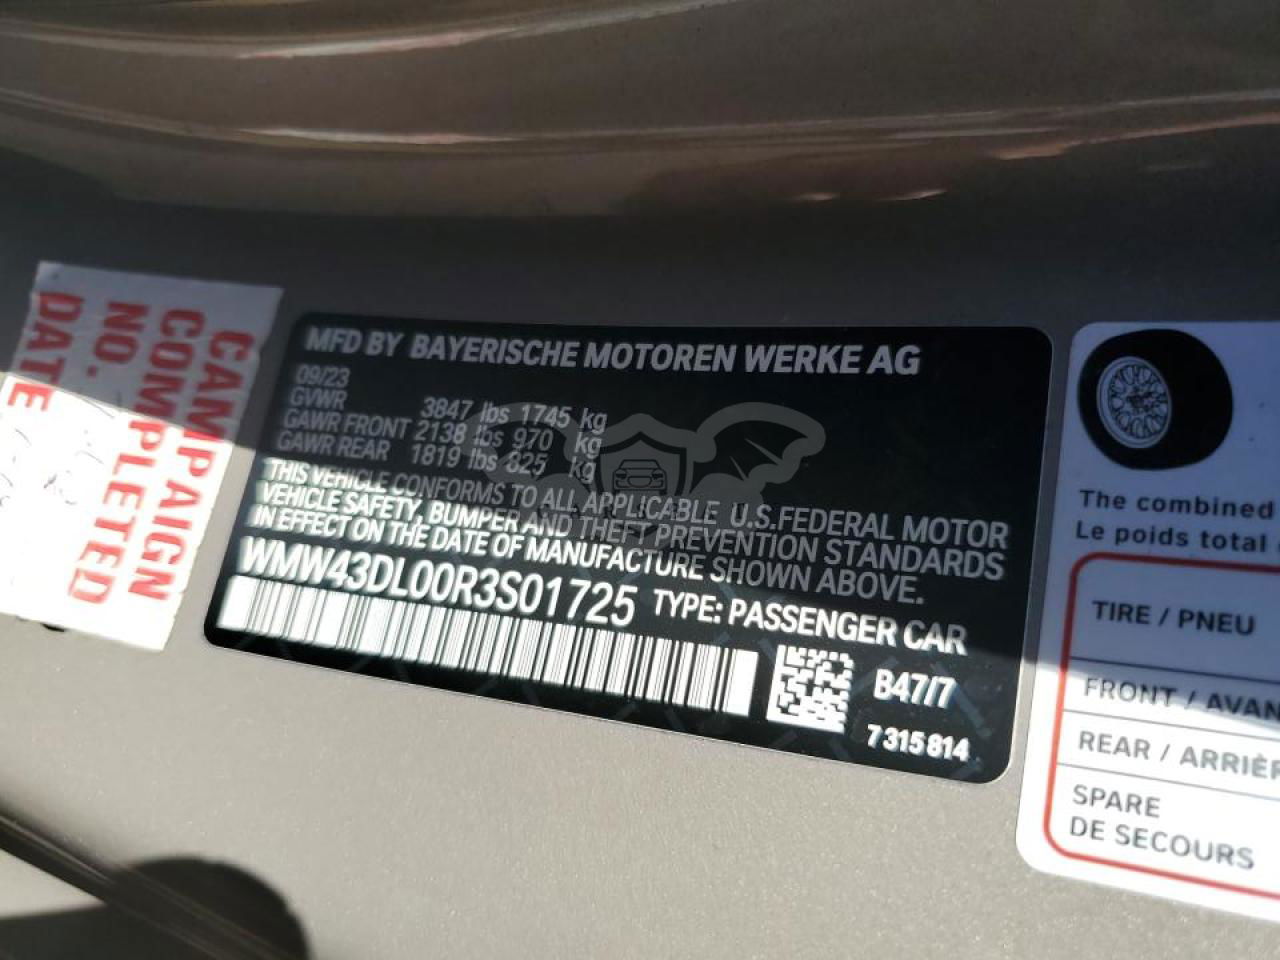 CAMPAIGN
COMPLETED
NO.
DATE
MFD BY BAYERISCHE MOTOREN WERKE AG
09/23
GVWR 3847 lbs 1745 kg
GAWR FRONT 2138 lbs 970 kg
GAWR REAR 1819 lbs 825 kg
THIS VEHICLE CONFORMS TO ALL APPLICABLE U.S.FEDERAL MOTOR
VEHICLE SAFETY, BUMPER AND THEFT PREVENTION STANDARDS
IN EFFECT ON THE DATE OF MANUFACTURE SHOWN ABOVE.
WMW43DL00R3S01725 TYPE: PASSENGER CAR
B47/7
7 315 814
The combined
Le poids total
TIRE / PNEU
FRONT / AVAN
REAR / ARRIÈR
SPARE
DE SECOURS